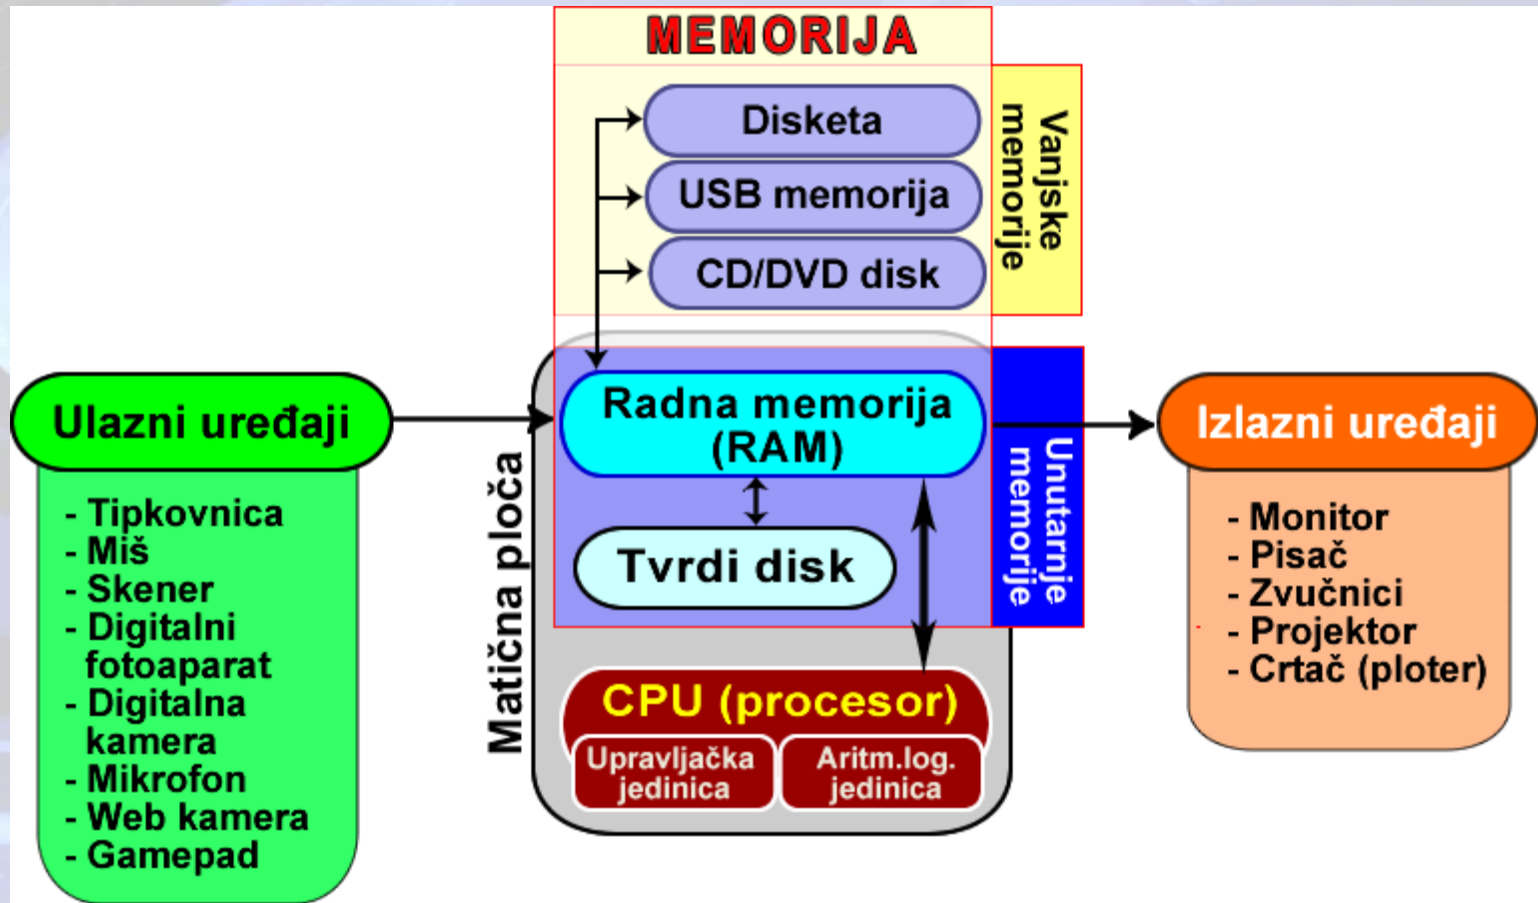 MEMORIJA
Disketa
USB memorija
CD/DVD disk
Vanjske
memorije
Ulazni uređaji
- Tipkovnica
- Miš
- Skener
- Digitalni
fotoaparat
- Digitalna
kamera
- Mikrofon
- Web kamera
- Gamepad
Matična ploča
Radna memorija
(RAM)
Tvrdi disk
Unutarnje
memorije
CPU (procesor)
Upravljačka
jedinica
Aritm.log.
jedinica
Izlazni uređaji
- Monitor
- Pisač
- Zvučnici
- Projektor
- Crtač (ploter)